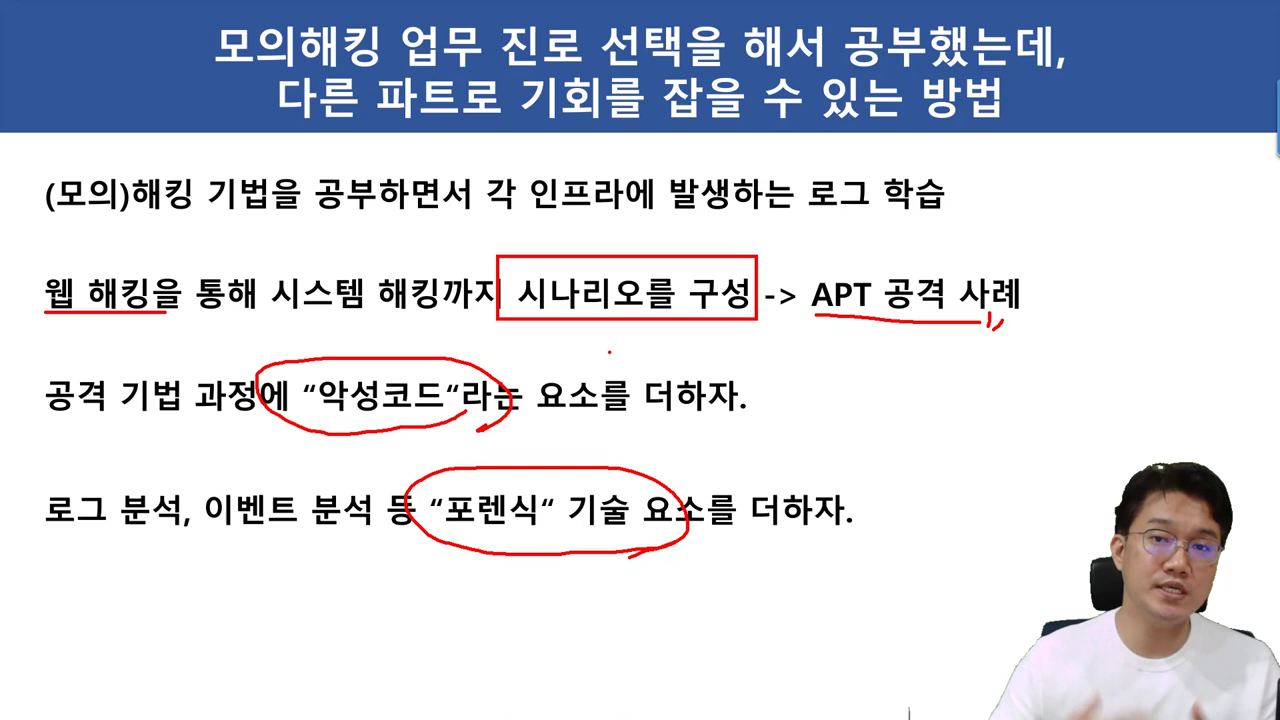 모의해킹 업무 진로 선택을 해서 공부했는데,
다른 파트로 기회를 잡을 수 있는 방법
(모의)해킹 기법을 공부하면서 각 인프라에 발생하는 로그 학습
웹 해킹을 통해 시스템 해킹까지 시나리오를 구성 -> APT 공격 사례
공격 기법 과정에 “악성코드“라는 요소를 더하자.
로그 분석, 이벤트 분석 등 “포렌식“ 기술 요소를 더하자.